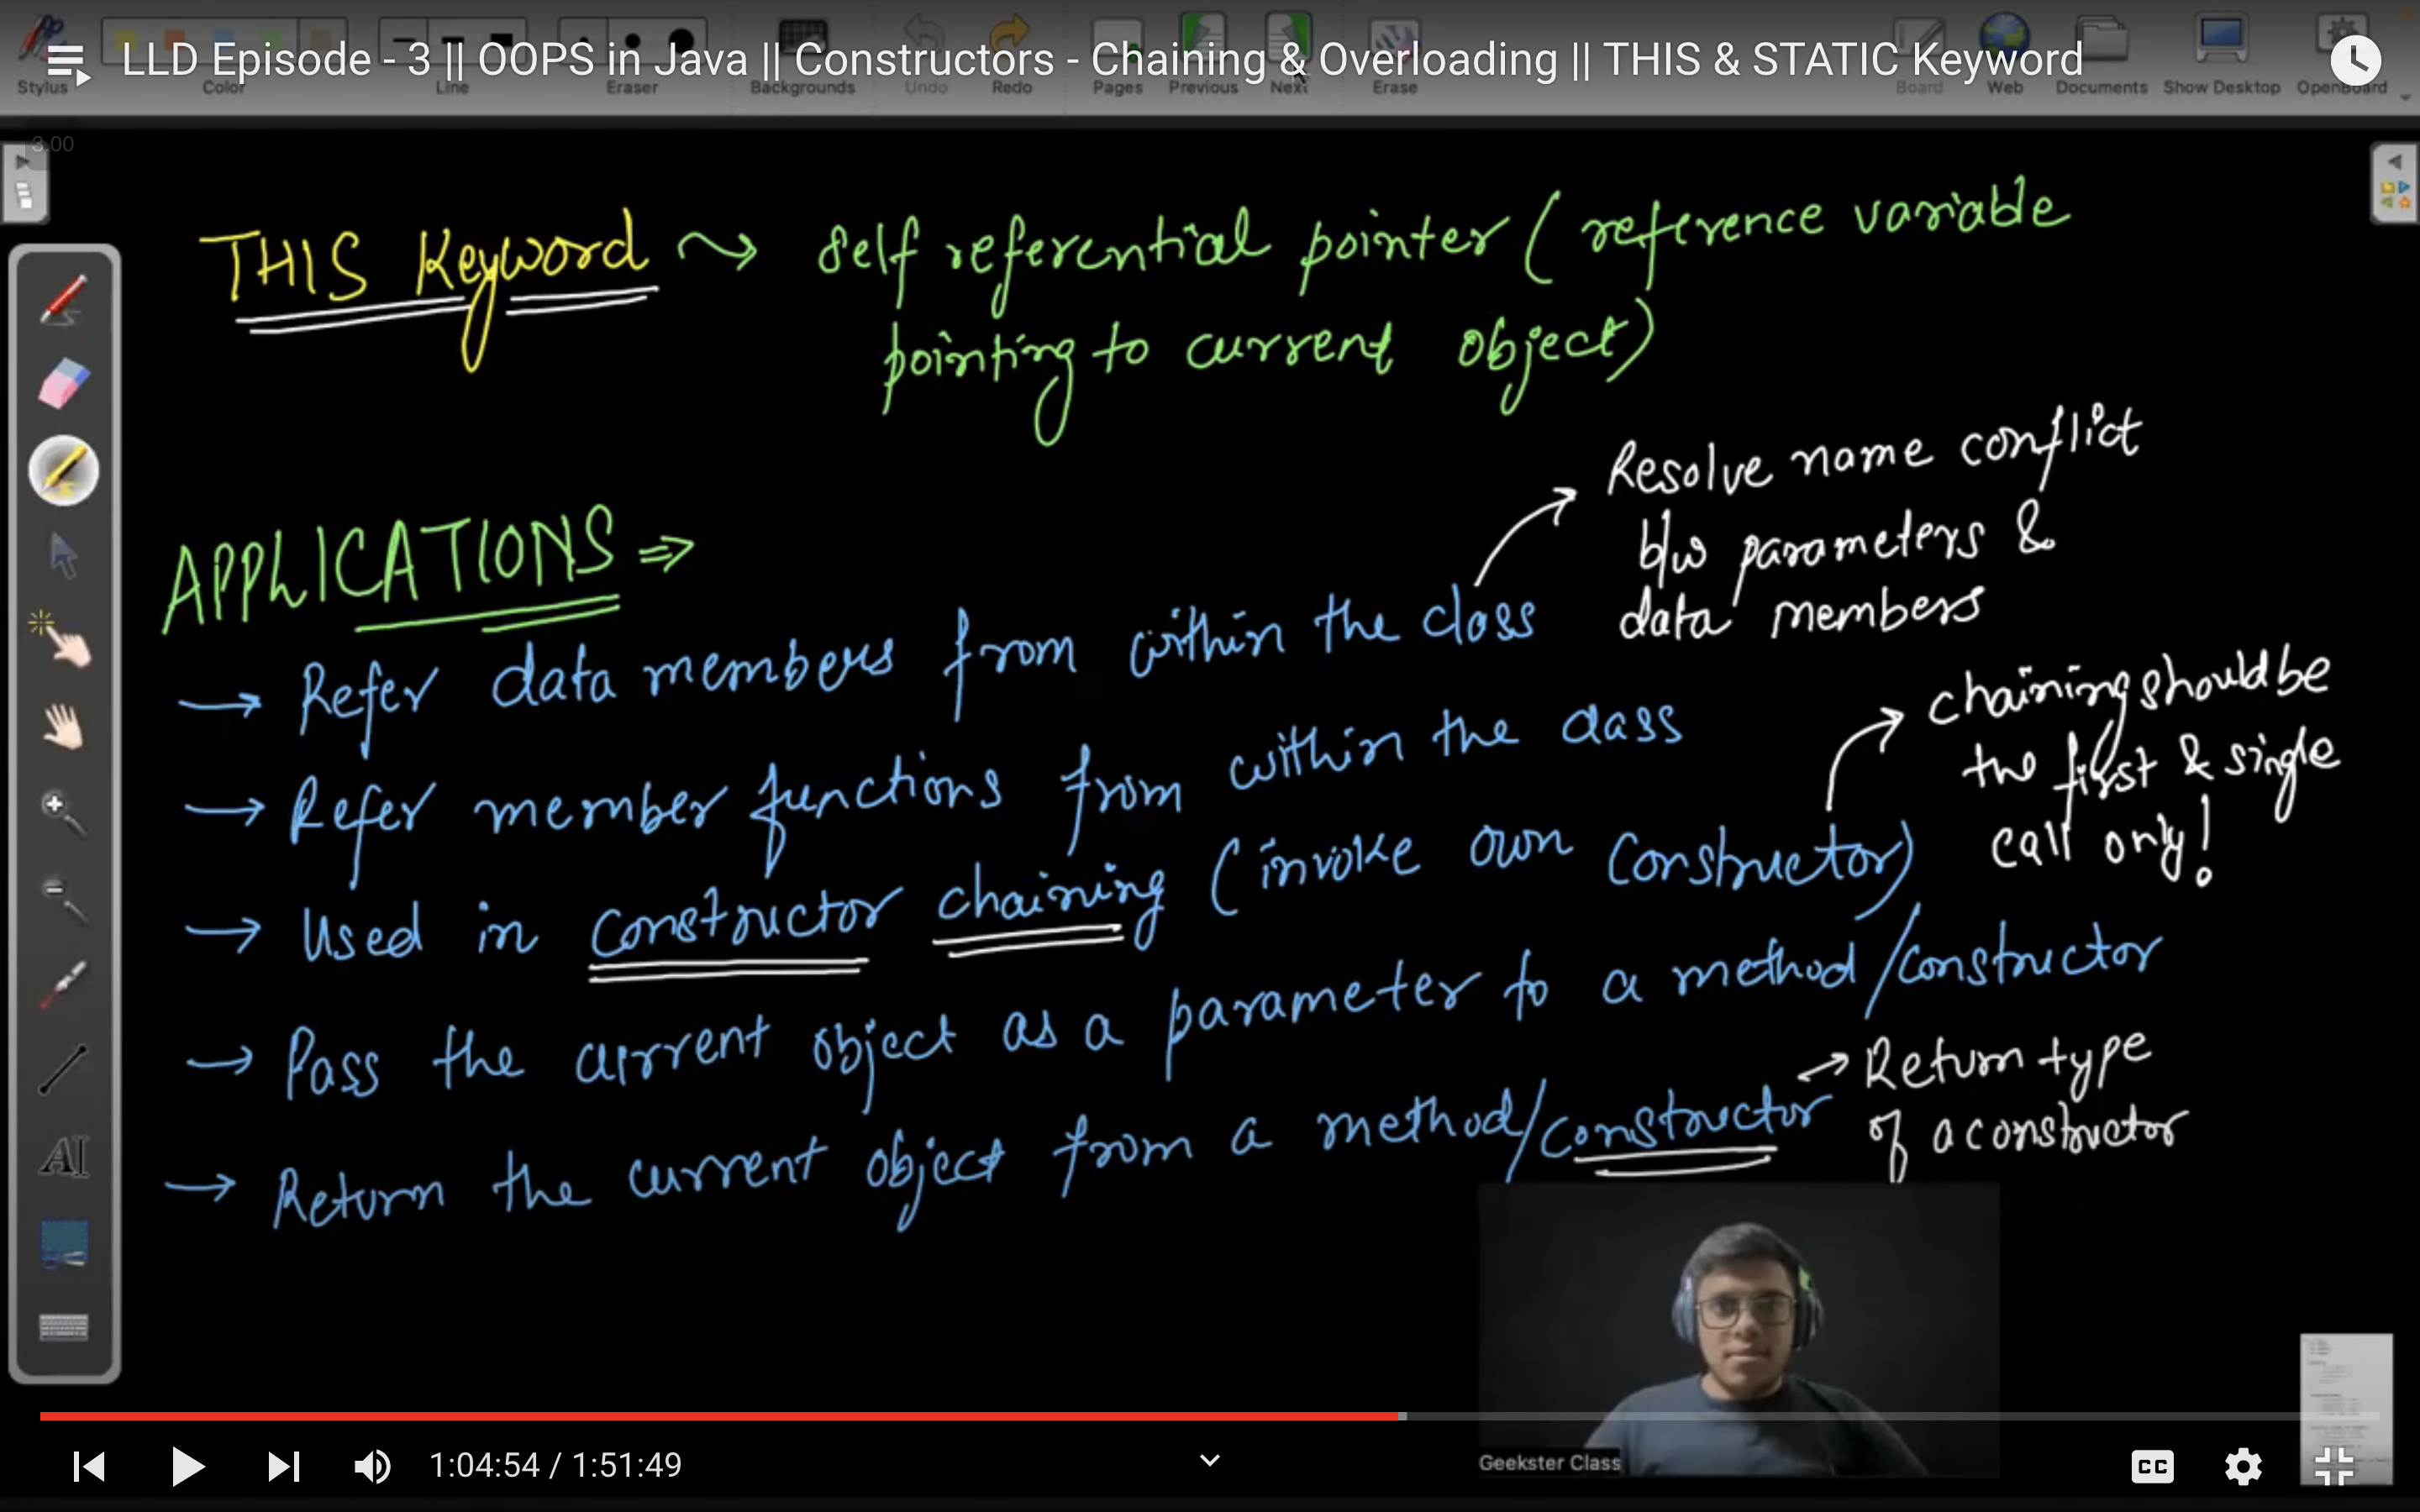 LLD Episode - 3 || OOPS in Java || Constructors - Chaining & Overloading || THIS & STATIC Keyword
Stylus Color Line Eraser Backgrounds Undo Redo Pages Previous Next Erase Board Web Documents Show Desktop OpenBoard
3.00
THIS Keyword ~> self referential pointer ( reference variable
pointing to current object)
Resolve name conflict
b/w parameters &
data members
APPLICATIONS =>
→ Refer data members from within the class
→ Refer member functions from within the class
chaining should be
the first & single
call only!
→ Used in constructor chaining (invoke own constructor)
→ Pass the current object as a parameter to a method/constructor
→ Return the current object from a method/constructor
→ Return type
of a constructor
AI
Geekster Class
1:04:54 / 1:51:49
CC